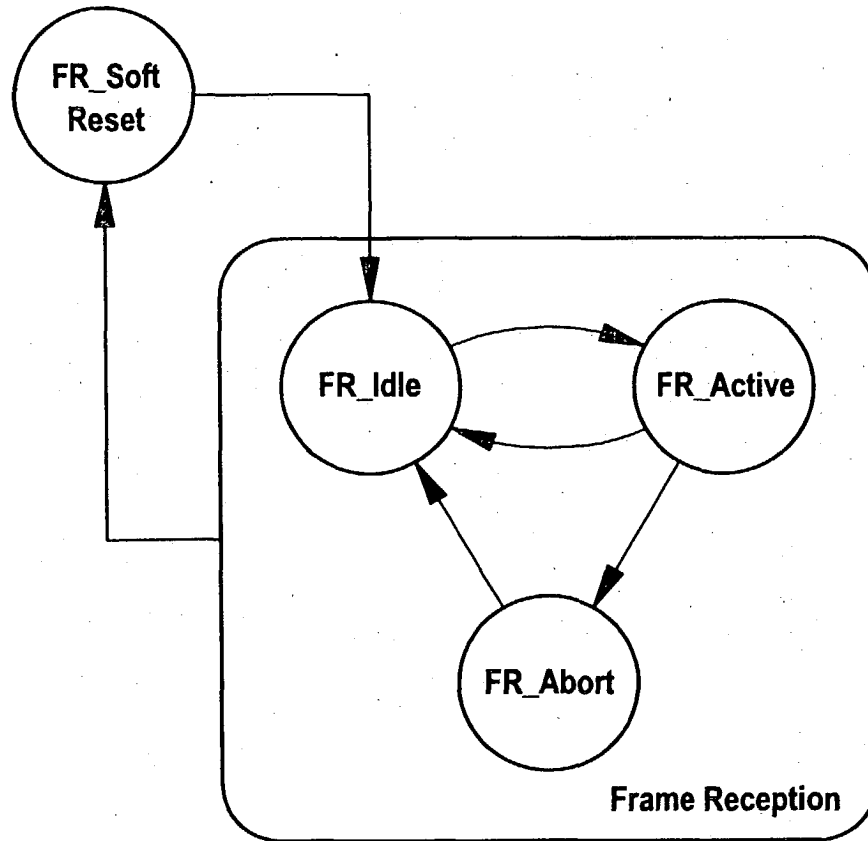 FR_Soft
Reset
FR_Idle
FR_Active
FR_Abort
Frame Reception